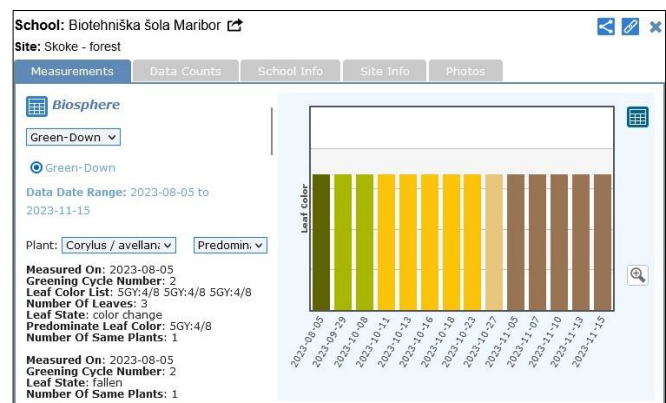 School: Biotehniška šola Maribor
Site: Skoke - forest
Measurements Data Counts School Info Site Info Photos
Biosphere
Green-Down
Green-Down
Data Date Range: 2023-08-05 to
2023-11-15
Plant: Corylus / avellana Predomin
Measured On: 2023-08-05
Greening Cycle Number: 2
Leaf Color List: 5GY:4/8 5GY:4/8 5GY:4/8
Number Of Leaves: 3
Leaf State: color change
Predominate Leaf Color: 5GY:4/8
Number Of Same Plants: 1
Measured On: 2023-08-05
Greening Cycle Number: 2
Leaf State: fallen
Number Of Same Plants: 1
Leaf Color
2023-08-05
2023-09-29
2023-10-08
2023-10-11
2023-10-13
2023-10-16
2023-10-18
2023-10-23
2023-10-27
2023-11-05
2023-11-07
2023-11-10
2023-11-13
2023-11-15